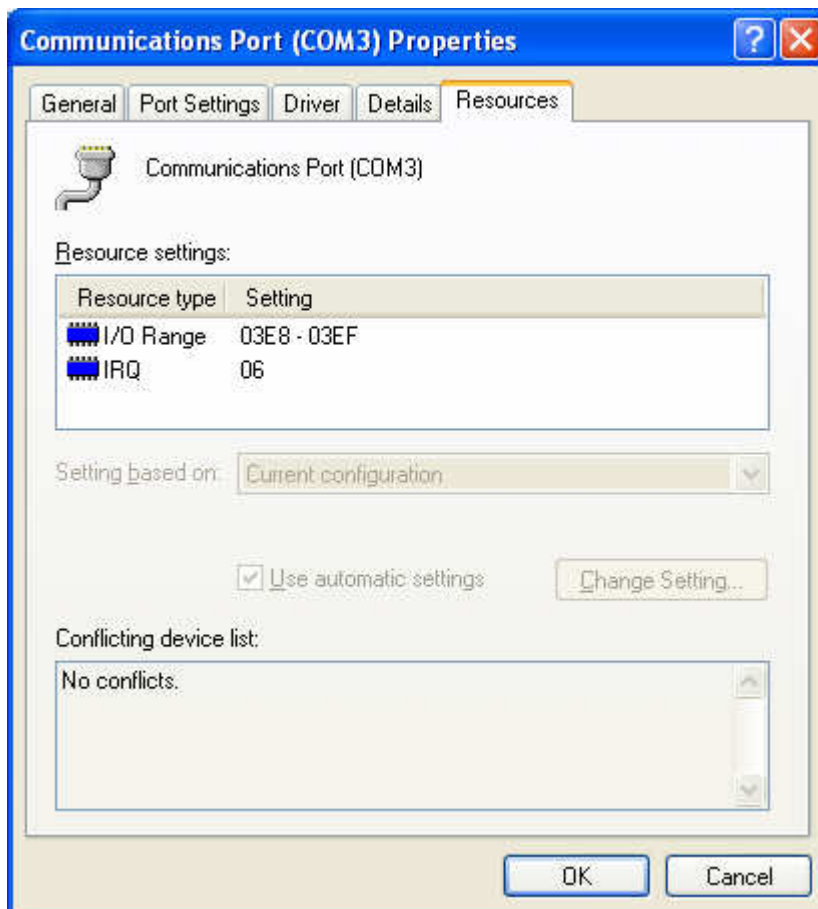 Communications Port (COM3) Properties
General Port Settings Driver Details Resources
Communications Port (COM3)
Resource settings:
Resource type Setting
I/O Range 03E8 - 03EF
IRQ 06
Setting based on: Current configuration
Use automatic settings Change Setting...
Conflicting device list:
No conflicts.
OK Cancel